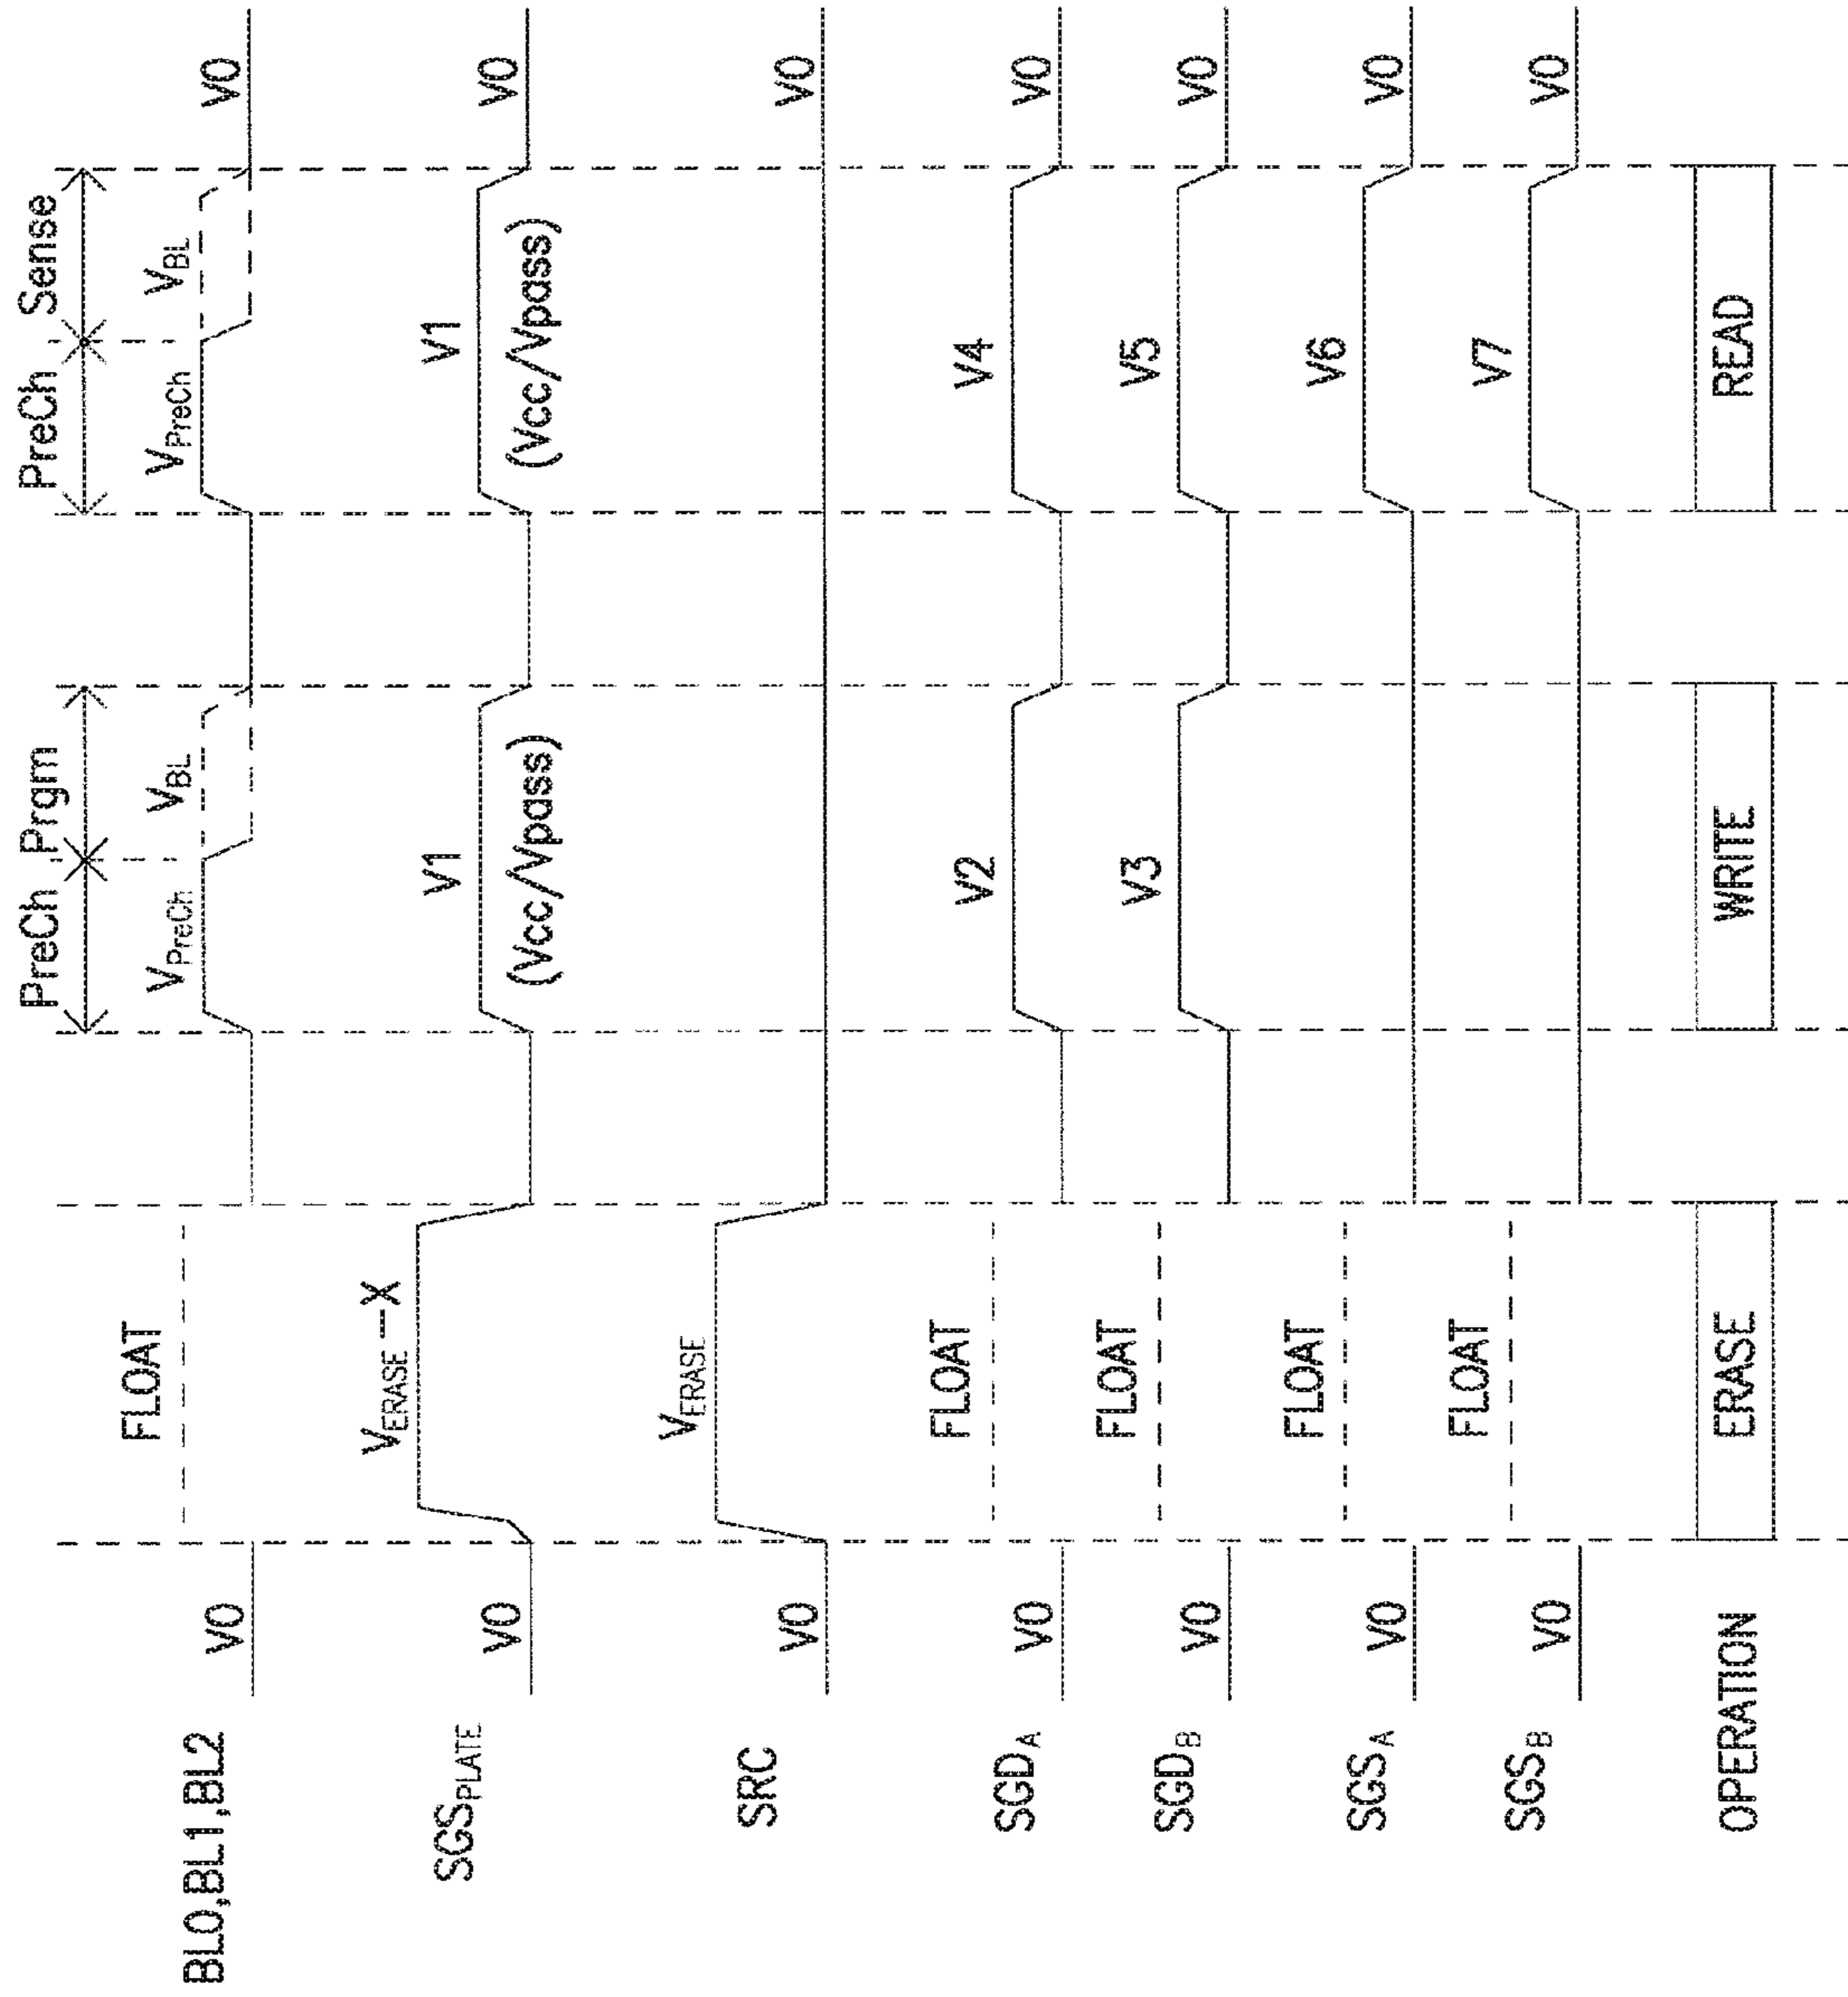 PreCh Prgm PreCh Sense
BL0,BL1,BL2 V0 FLOAT VPreCh VBL VPreCh VBL V0
SGSPLATE V0 VERASE –X V1 V1 V0
(Vcc/Vpass) (Vcc/Vpass)
SRC V0 VERASE V0
SGDA V0 FLOAT V2 V4 V0
SGDB V0 FLOAT V3 V5 V0
SGSA V0 FLOAT V6 V0
SGSB V0 FLOAT V7 V0
OPERATION ERASE WRITE READ